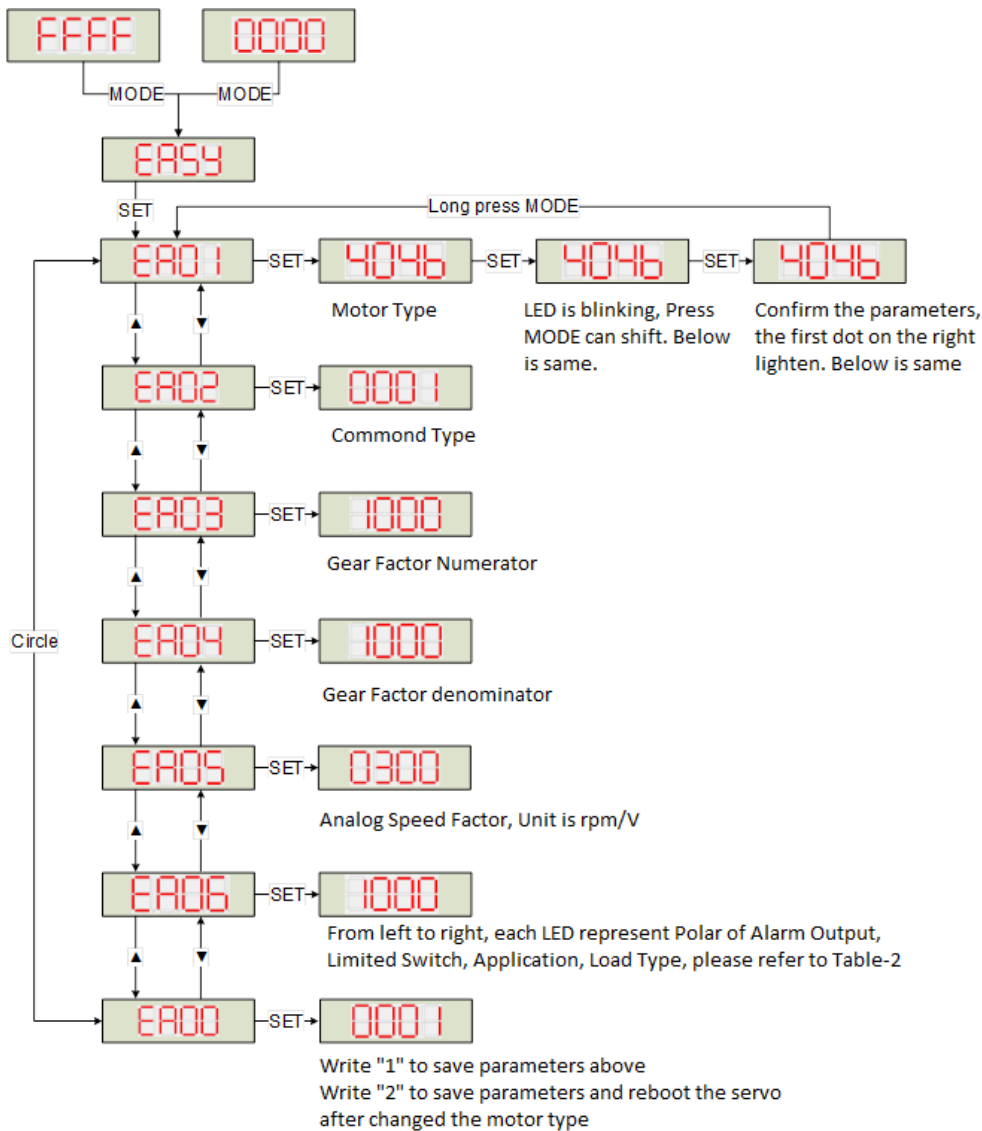 FFFF 0000
MODE MODE
EASY
SET
Long press MODE
EA01 SET 404b SET 404b SET 404b
Motor Type
LED is blinking, Press
MODE can shift. Below
is same.
Confirm the parameters,
the first dot on the right
lighten. Below is same
▲ ▼
EA02 SET 0001
Commond Type
▲ ▼
EA03 SET 1000
Gear Factor Numerator
▲ ▼
Circle
EA04 SET 1000
Gear Factor denominator
▲ ▼
EA05 SET 0300
Analog Speed Factor, Unit is rpm/V
▲ ▼
EA06 SET 1000
From left to right, each LED represent Polar of Alarm Output,
Limited Switch, Application, Load Type, please refer to Table-2
▲ ▼
EA00 SET 0001
Write "1" to save parameters above
Write "2" to save parameters and reboot the servo
after changed the motor type